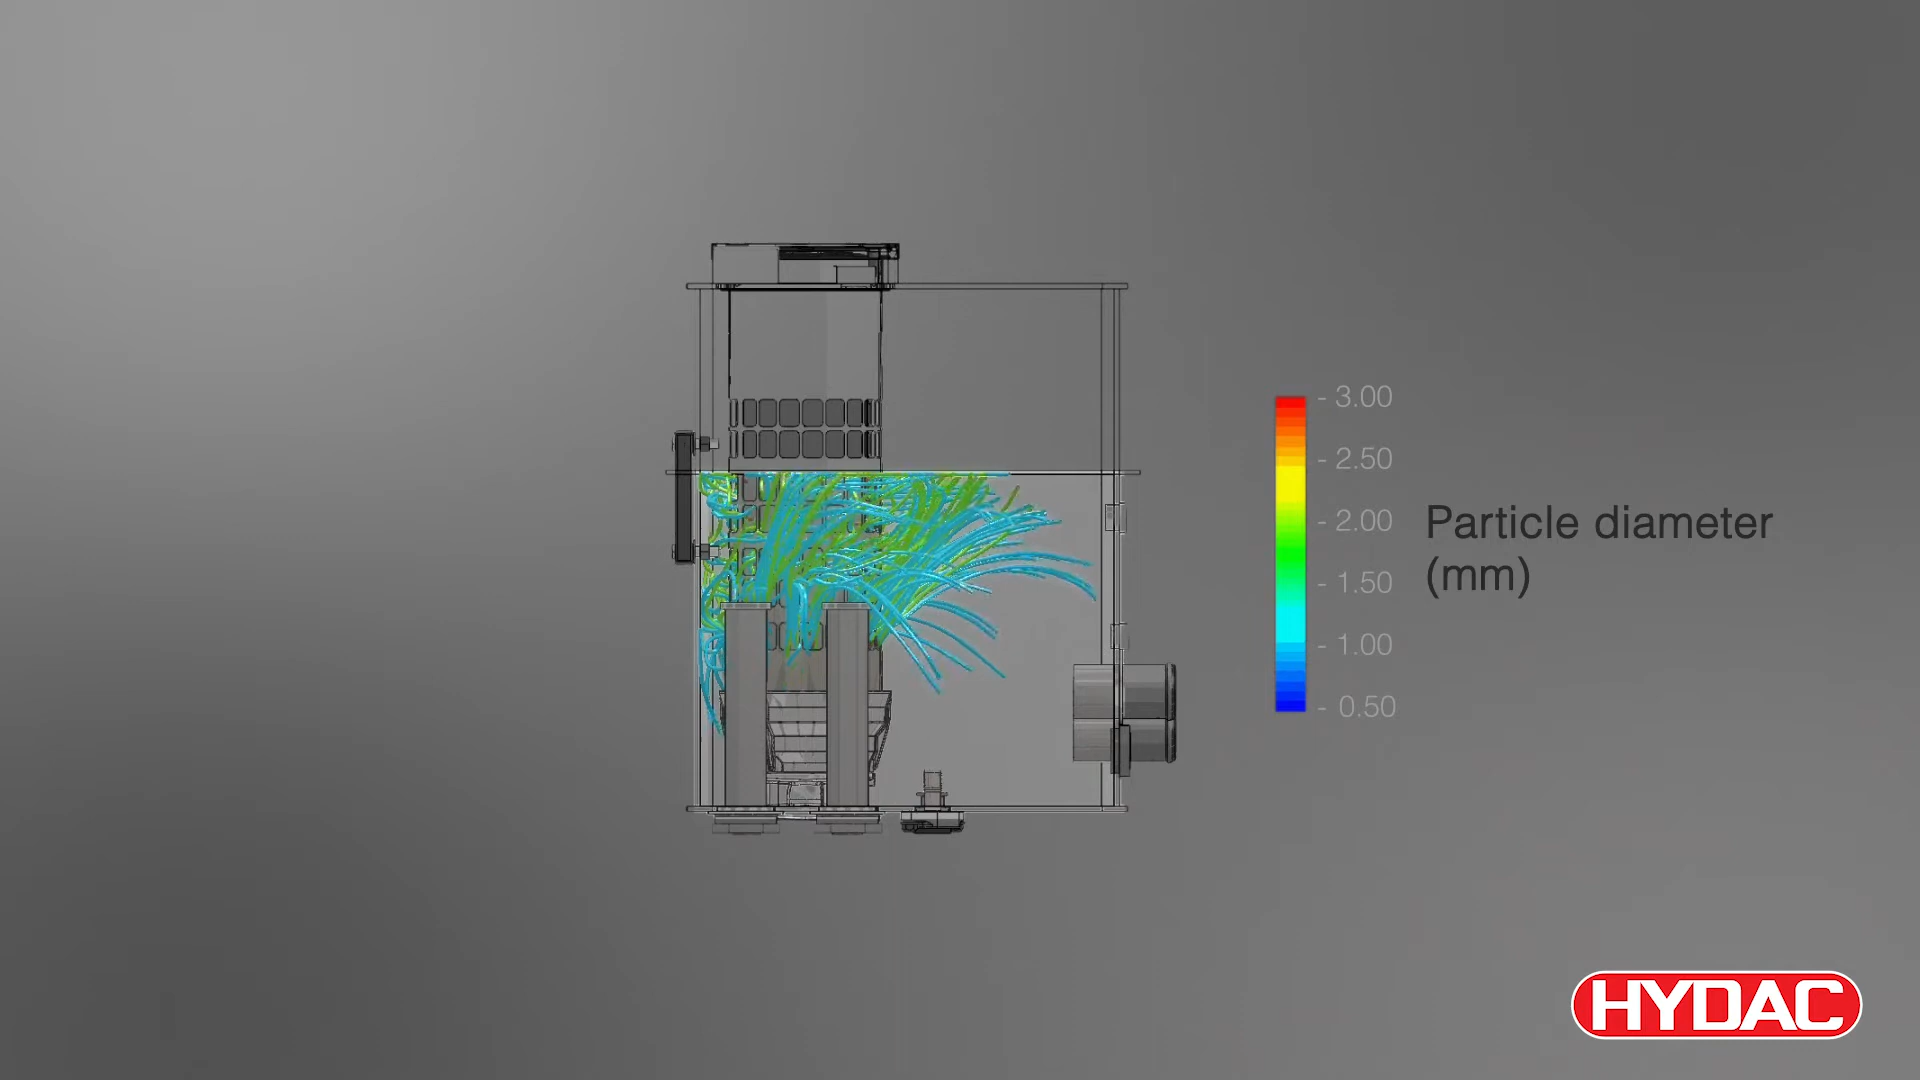 - 3.00
- 2.50
- 2.00
- 1.50
- 1.00
- 0.50
Particle diameter
(mm)
HYDAC